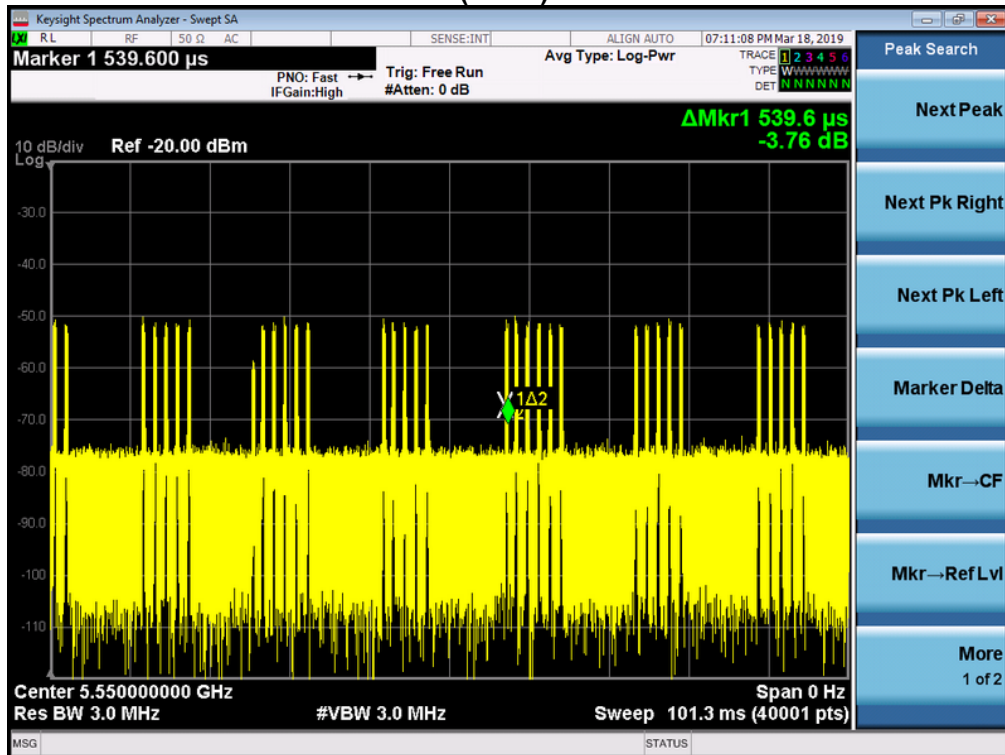 Keysight Spectrum Analyzer - Swept SA
LXI RL RF 50 Ω AC SENSE:INT ALIGN AUTO 07:11:08 PM Mar 18, 2019
Marker 1 539.600 µs
PNO: Fast
IFGain:High
Trig: Free Run
#Atten: 0 dB
Avg Type: Log-Pwr
TRACE 1 2 3 4 5 6
TYPE W
DET N N N N N N
Peak Search
ΔMkr1 539.6 µs
-3.76 dB
10 dB/div Ref -20.00 dBm
Log
-30.0
-40.0
-50.0
-60.0
-70.0
-80.0
-90.0
-100
-110
1Δ2
Center 5.550000000 GHz Span 0 Hz
Res BW 3.0 MHz #VBW 3.0 MHz Sweep 101.3 ms (40001 pts)
MSG STATUS
Next Peak
Next Pk Right
Next Pk Left
Marker Delta
Mkr→CF
Mkr→Ref Lvl
More
1 of 2